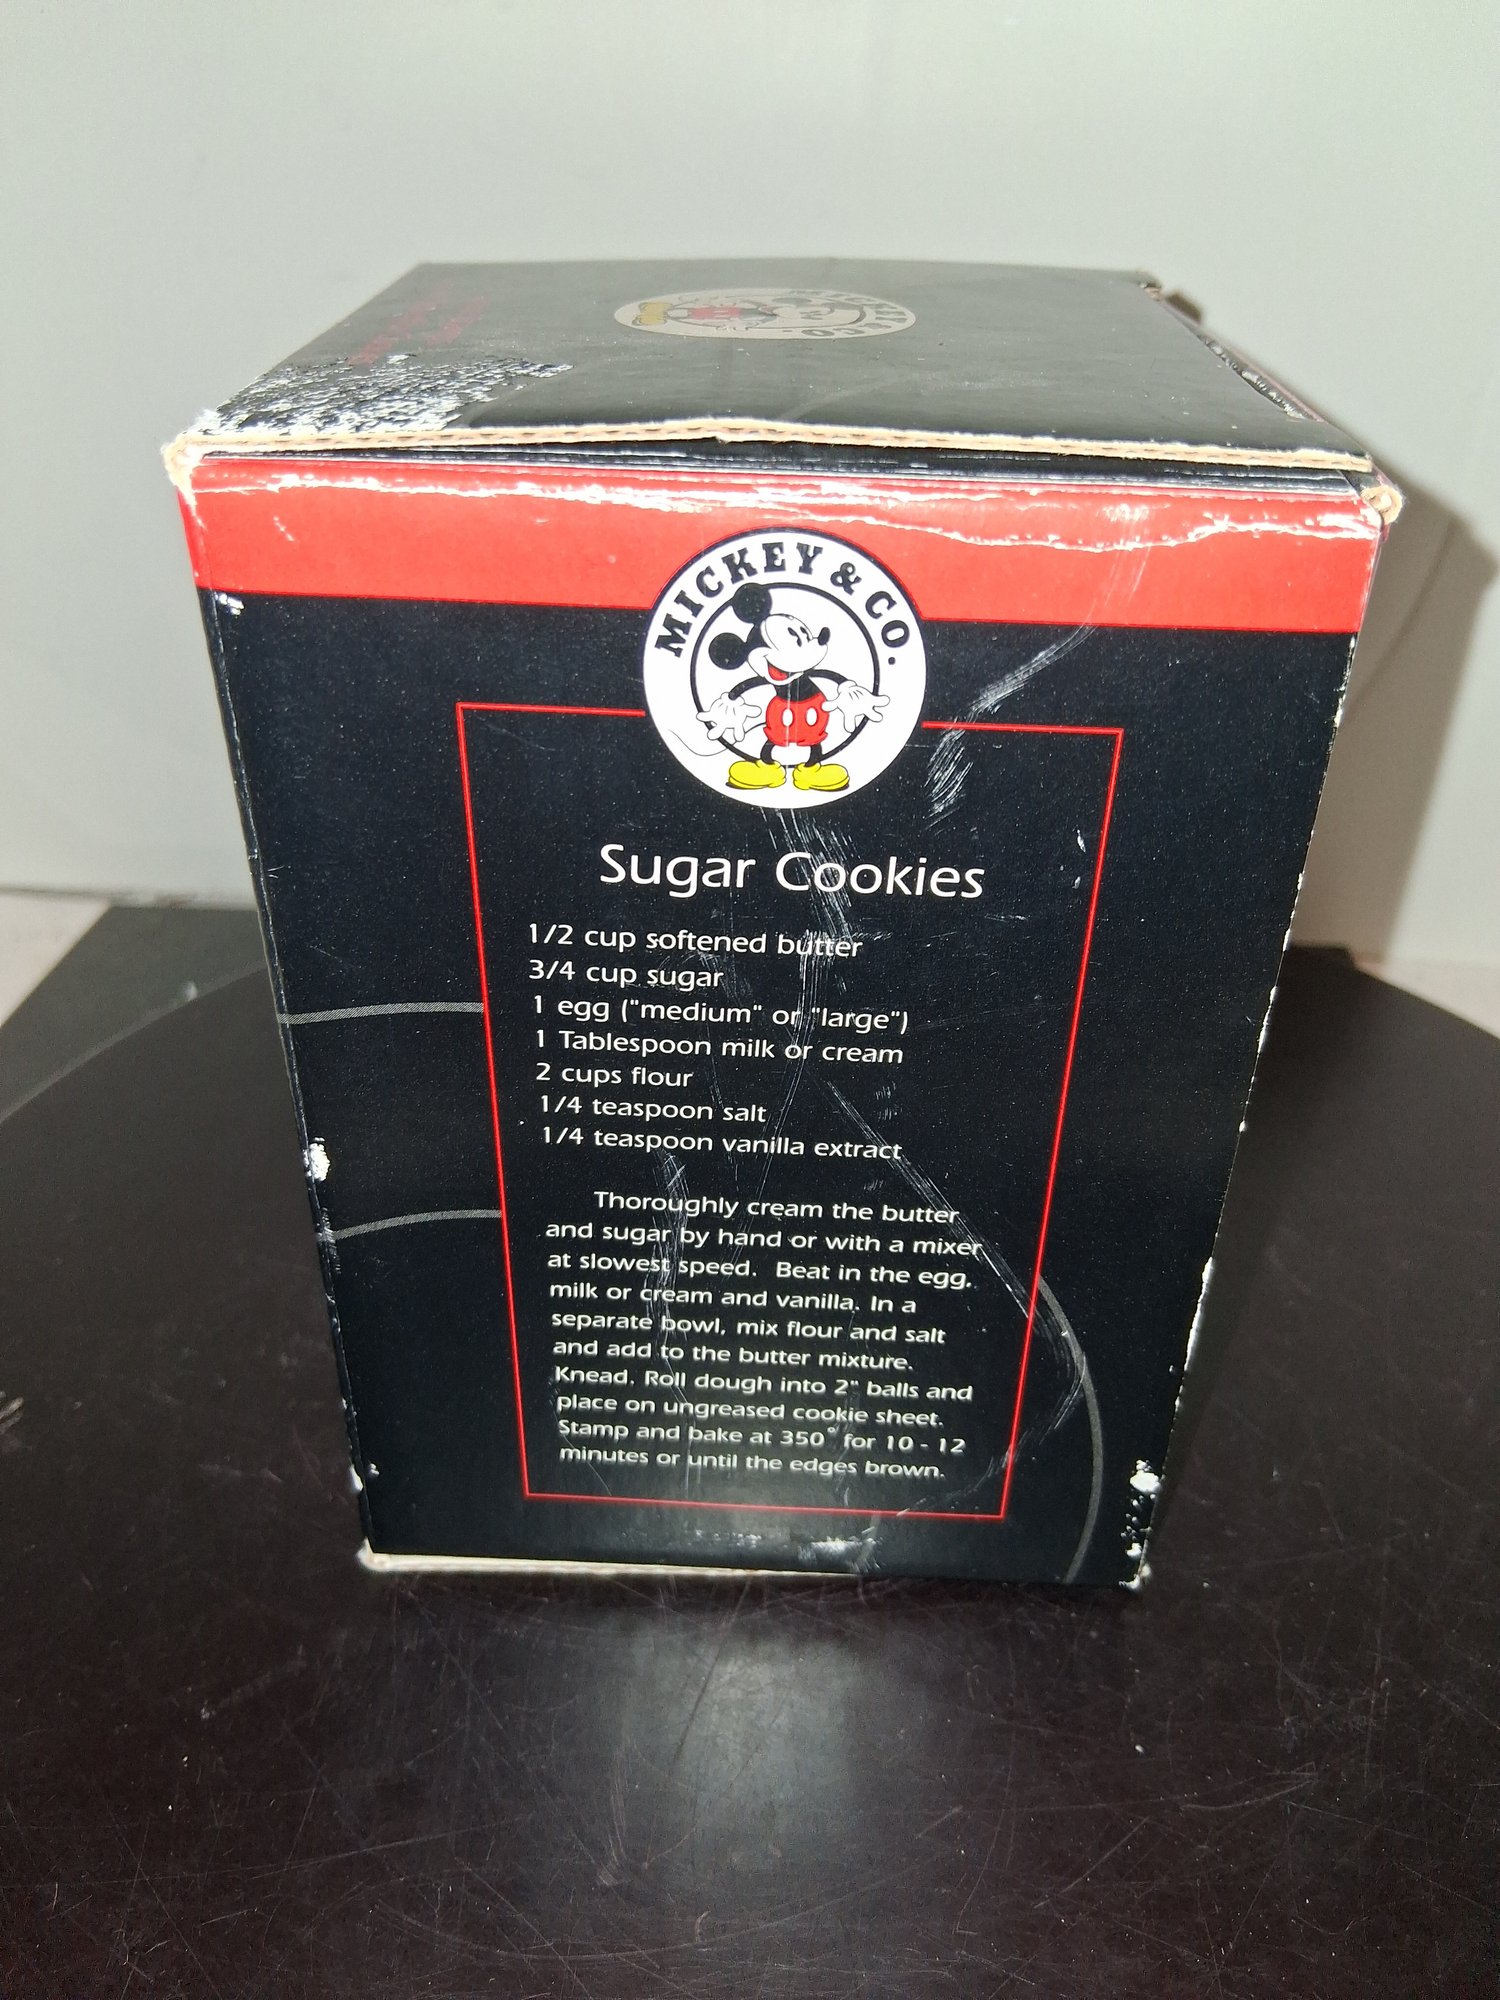 MICKEY & CO.
MICKEY & CO.
Sugar Cookies
1/2 cup softened butter
3/4 cup sugar
1 egg ("medium" or "large")
1 Tablespoon milk or cream
2 cups flour
1/4 teaspoon salt
1/4 teaspoon vanilla extract
Thoroughly cream the butter
and sugar by hand or with a mixer
at slowest speed. Beat in the egg,
milk or cream and vanilla. In a
separate bowl, mix flour and salt
and add to the butter mixture.
Knead. Roll dough into 2" balls and
place on ungreased cookie sheet.
Stamp and bake at 350° for 10 - 12
minutes or until the edges brown.